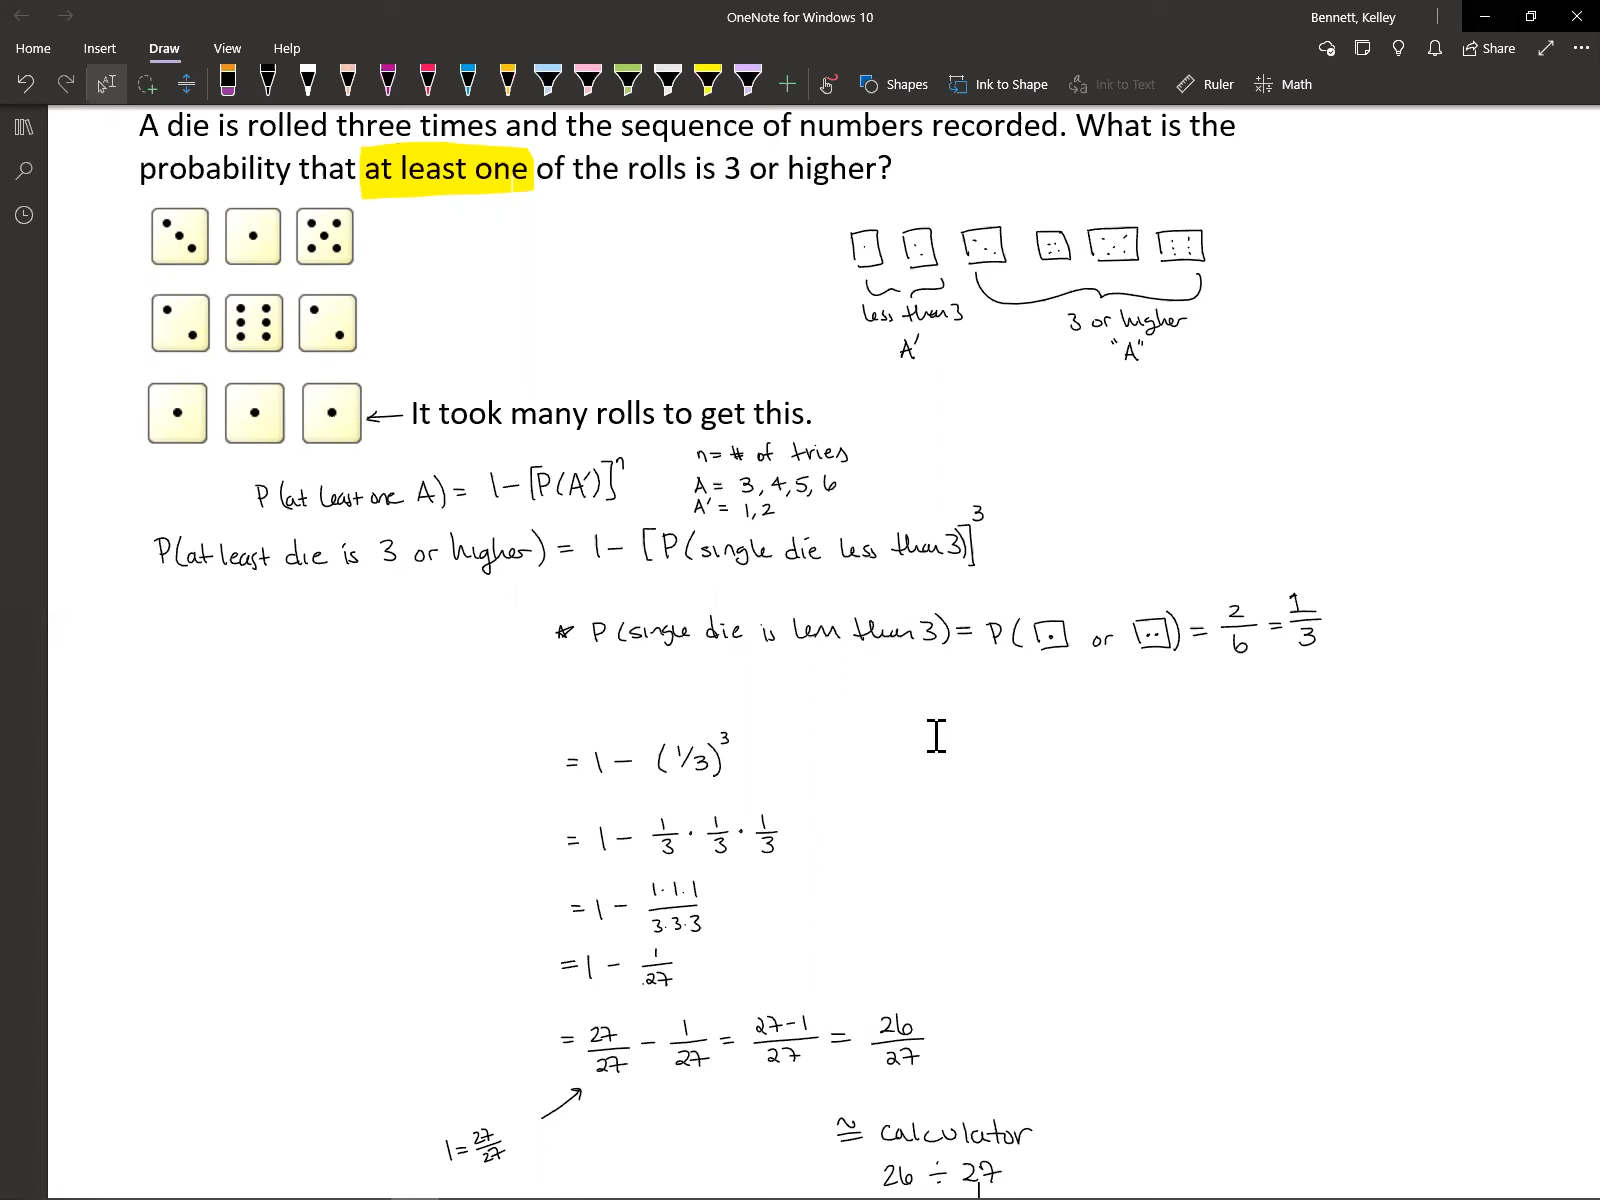 OneNote for Windows 10
Bennett, Kelley
Home Insert Draw View Help
Share
Shapes Ink to Shape Ink to Text Ruler Math
A die is rolled three times and the sequence of numbers recorded. What is the
probability that at least one of the rolls is 3 or higher?
less than 3
A'
3 or higher
"A"
← It took many rolls to get this.
n = # of tries
A = 3, 4, 5, 6
A' = 1, 2
P(at least one A) = 1 - [P(A')]^n
P(at least die is 3 or higher) = 1 - [P(single die less than 3)]^3
* P(single die is less than 3) = P(⚀ or ⚁) = 2/6 = 1/3
= 1 - (1/3)^3
= 1 - 1/3 · 1/3 · 1/3
= 1 - 1·1·1/3·3·3
= 1 - 1/27
= 27/27 - 1/27 = 27-1/27 = 26/27
1 = 27/27
≅ calculator
26 ÷ 27